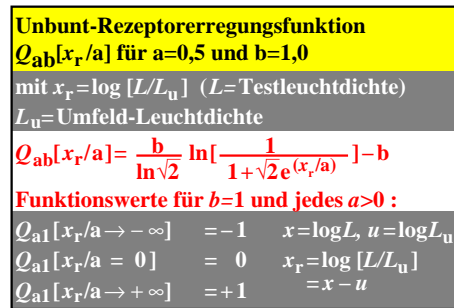 Unbunt-Rezeptorerregungsfunktion
Qab[xr/a] für a=0,5 und b=1,0
mit xr=log [L/Lu] (L=Testleuchtdichte)
Lu=Umfeld-Leuchtdichte
Qab[xr/a]= b/ln√2 ln[1/(1+√2e^(xr/a))]−b
Funktionswerte für b=1 und jedes a>0 :
Qa1[xr/a → − ∞] =−1 x=logL, u=logLu
Qa1[xr/a = 0] = 0 xr=log [L/Lu]
Qa1[xr/a → + ∞] =+1 =x−u